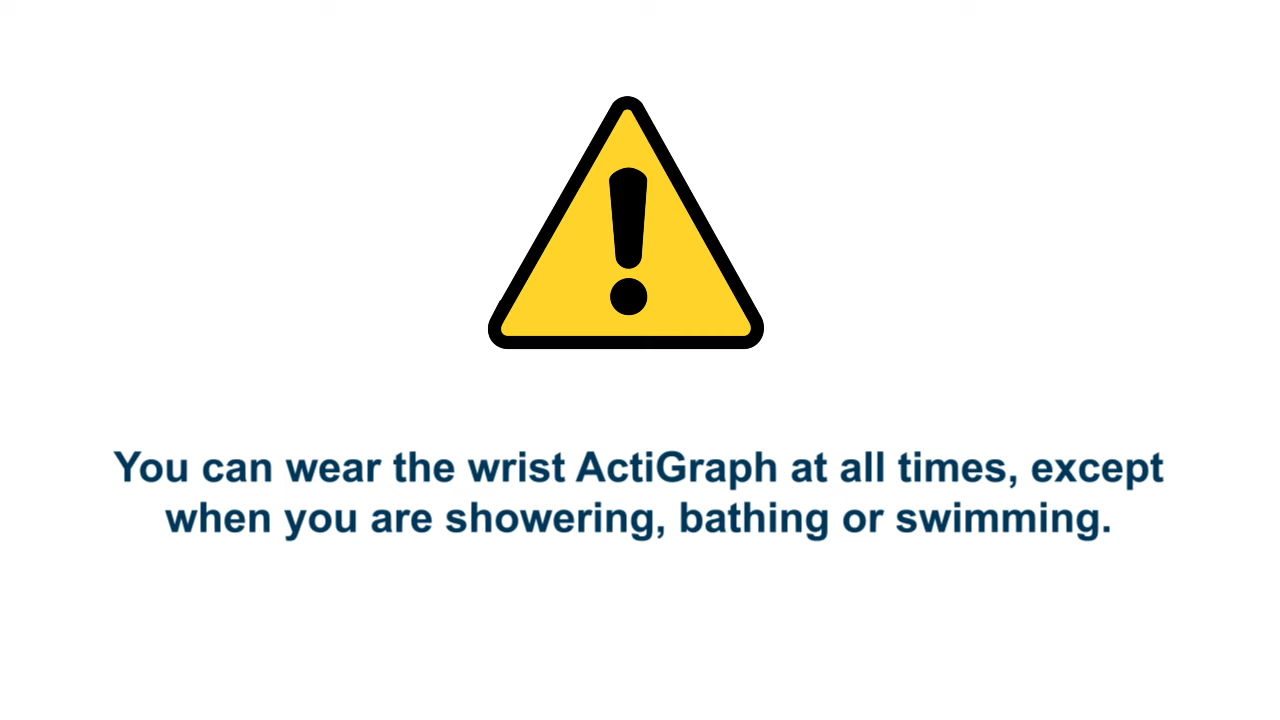 You can wear the wrist ActiGraph at all times, except
when you are showering, bathing or swimming.